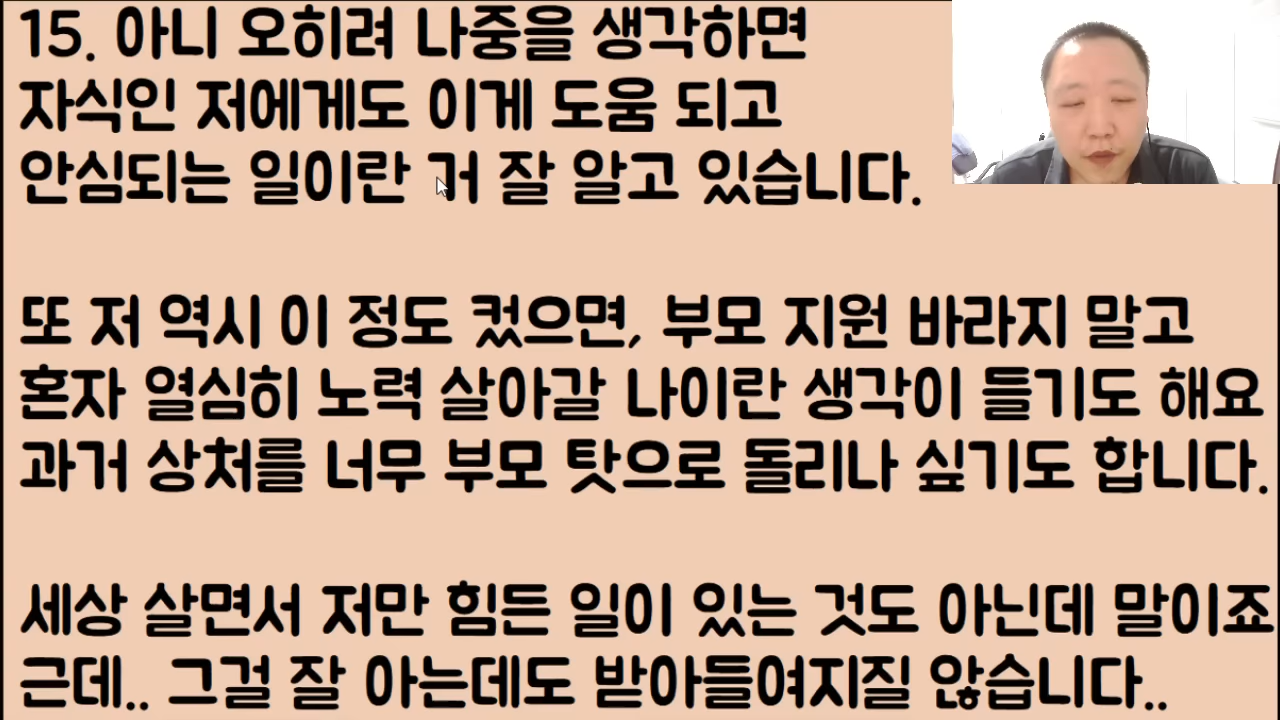 15. 아니 오히려 나중을 생각하면
자식인 저에게도 이게 도움 되고
안심되는 일이란 거 잘 알고 있습니다.
또 저 역시 이 정도 컸으면, 부모 지원 바라지 말고
혼자 열심히 노력 살아갈 나이란 생각이 들기도 해요
과거 상처를 너무 부모 탓으로 돌리나 싶기도 합니다.
세상 살면서 저만 힘든 일이 있는 것도 아닌데 말이죠
근데.. 그걸 잘 아는데도 받아들여지질 않습니다..